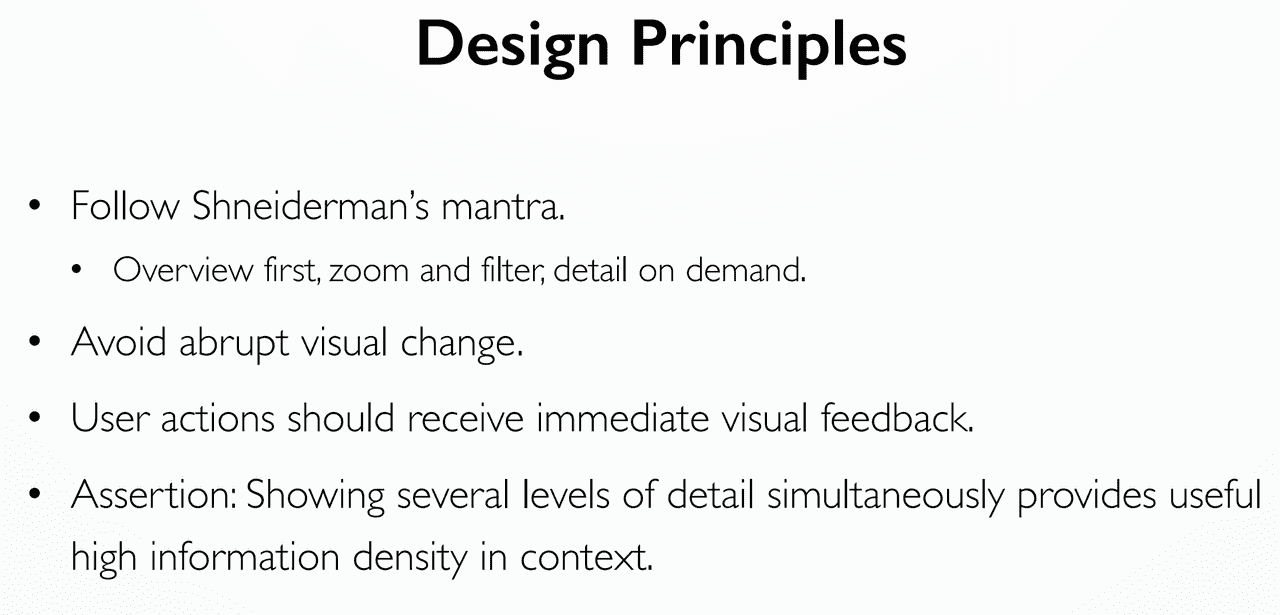 Design Principles
• Follow Shneiderman’s mantra.
• Overview first, zoom and filter, detail on demand.
• Avoid abrupt visual change.
• User actions should receive immediate visual feedback.
• Assertion: Showing several levels of detail simultaneously provides useful
high information density in context.